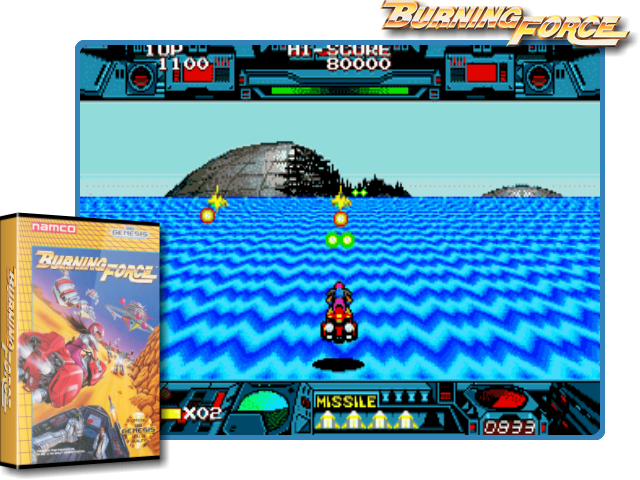 BURNING FORCE
1UP HI-SCORE
1100 80000
namco
GENESIS
BURNING FORCE
BURNING FORCE
GENESIS
X02
MISSILE
0833